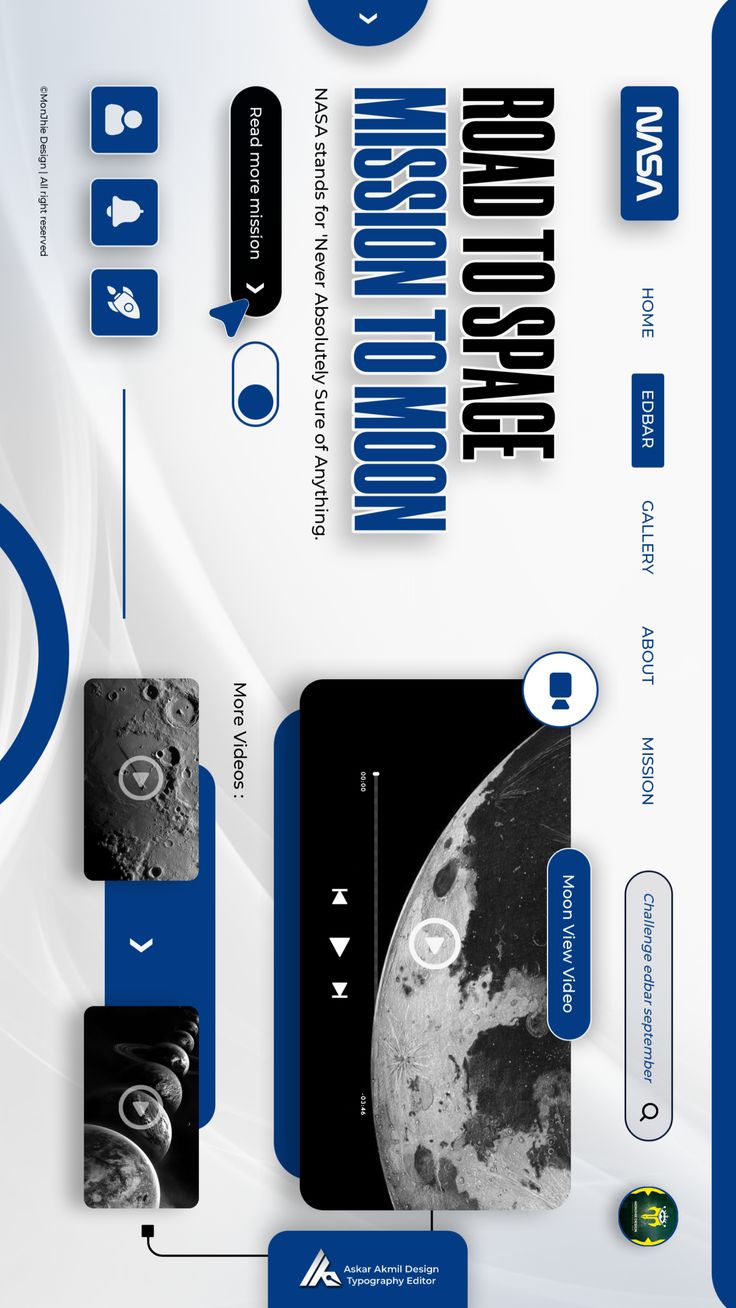 NASA
HOME
EDBAR
GALLERY
ABOUT
MISSION
Challenge edbar september
ROAD TO SPACE
MISSION TO MOON
NASA stands for 'Never Absolutely Sure of Anything.
Read more mission
Moon View Video
00:00
-03:46
More Videos :
©MonJhie Design | All right reserved
Askar Akmil Design
Typography Editor